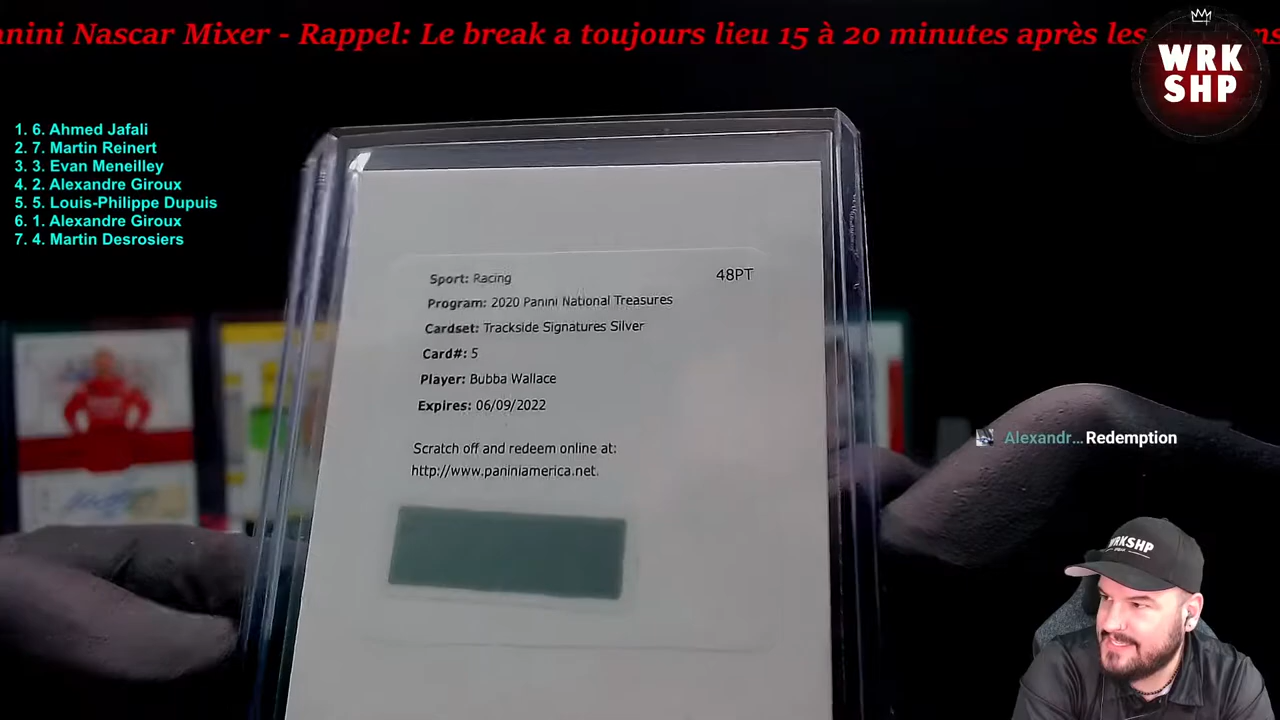 anini Nascar Mixer - Rappel: Le break a toujours lieu 15 à 20 minutes après les
WRK
SHP
1. 6. Ahmed Jafali
2. 7. Martin Reinert
3. 3. Evan Meneilley
4. 2. Alexandre Giroux
5. 5. Louis-Philippe Dupuis
6. 1. Alexandre Giroux
7. 4. Martin Desrosiers
Sport: Racing
48PT
Program: 2020 Panini National Treasures
Cardset: Trackside Signatures Silver
Card#: 5
Player: Bubba Wallace
Expires: 06/09/2022
Scratch off and redeem online at:
http://www.paniniamerica.net.
Alexandr... Redemption
WRKSHP